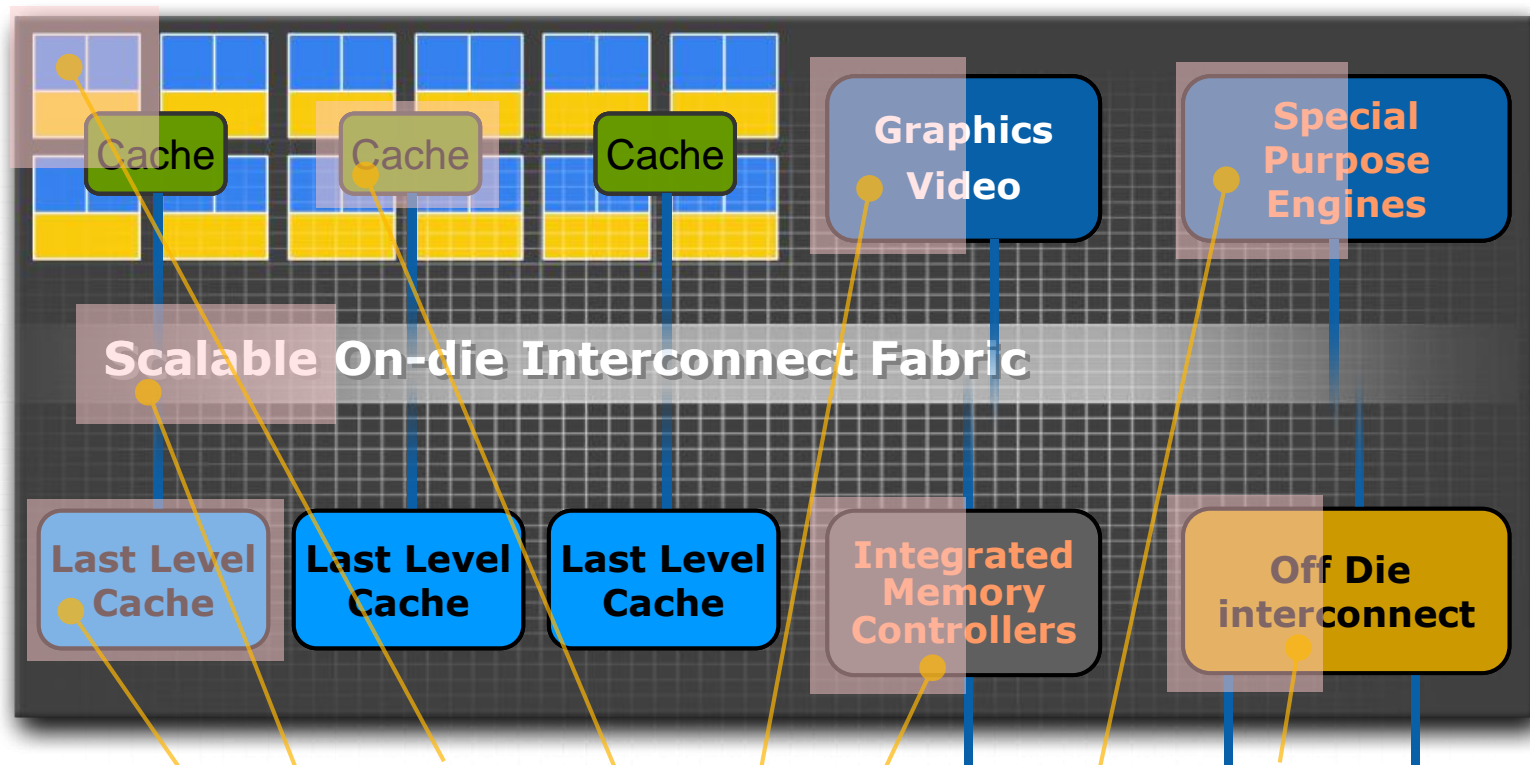 Cache
Cache
Cache
Graphics
Video
Special
Purpose
Engines
Scalable On-die Interconnect Fabric
Last Level
Cache
Last Level
Cache
Last Level
Cache
Integrated
Memory
Controllers
Off Die
interconnect